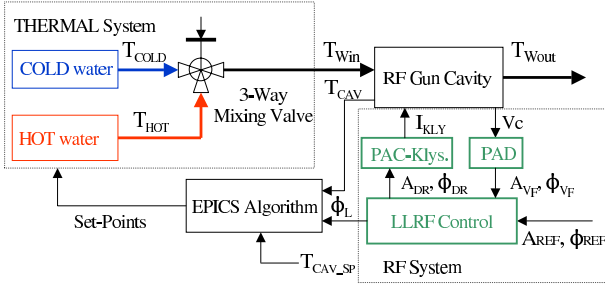 THERMAL System
T_COLD
COLD water
T_HOT
HOT water
3-Way
Mixing Valve
T_Win
T_CAV
RF Gun Cavity
T_Wout
I_KLY
Vc
PAC-Klys.
PAD
A_DR, ϕ_DR
A_VF, ϕ_VF
EPICS Algorithm
ϕ_L
LLRF Control
Set-Points
A_REF, ϕ_REF
T_CAV_SP
RF System